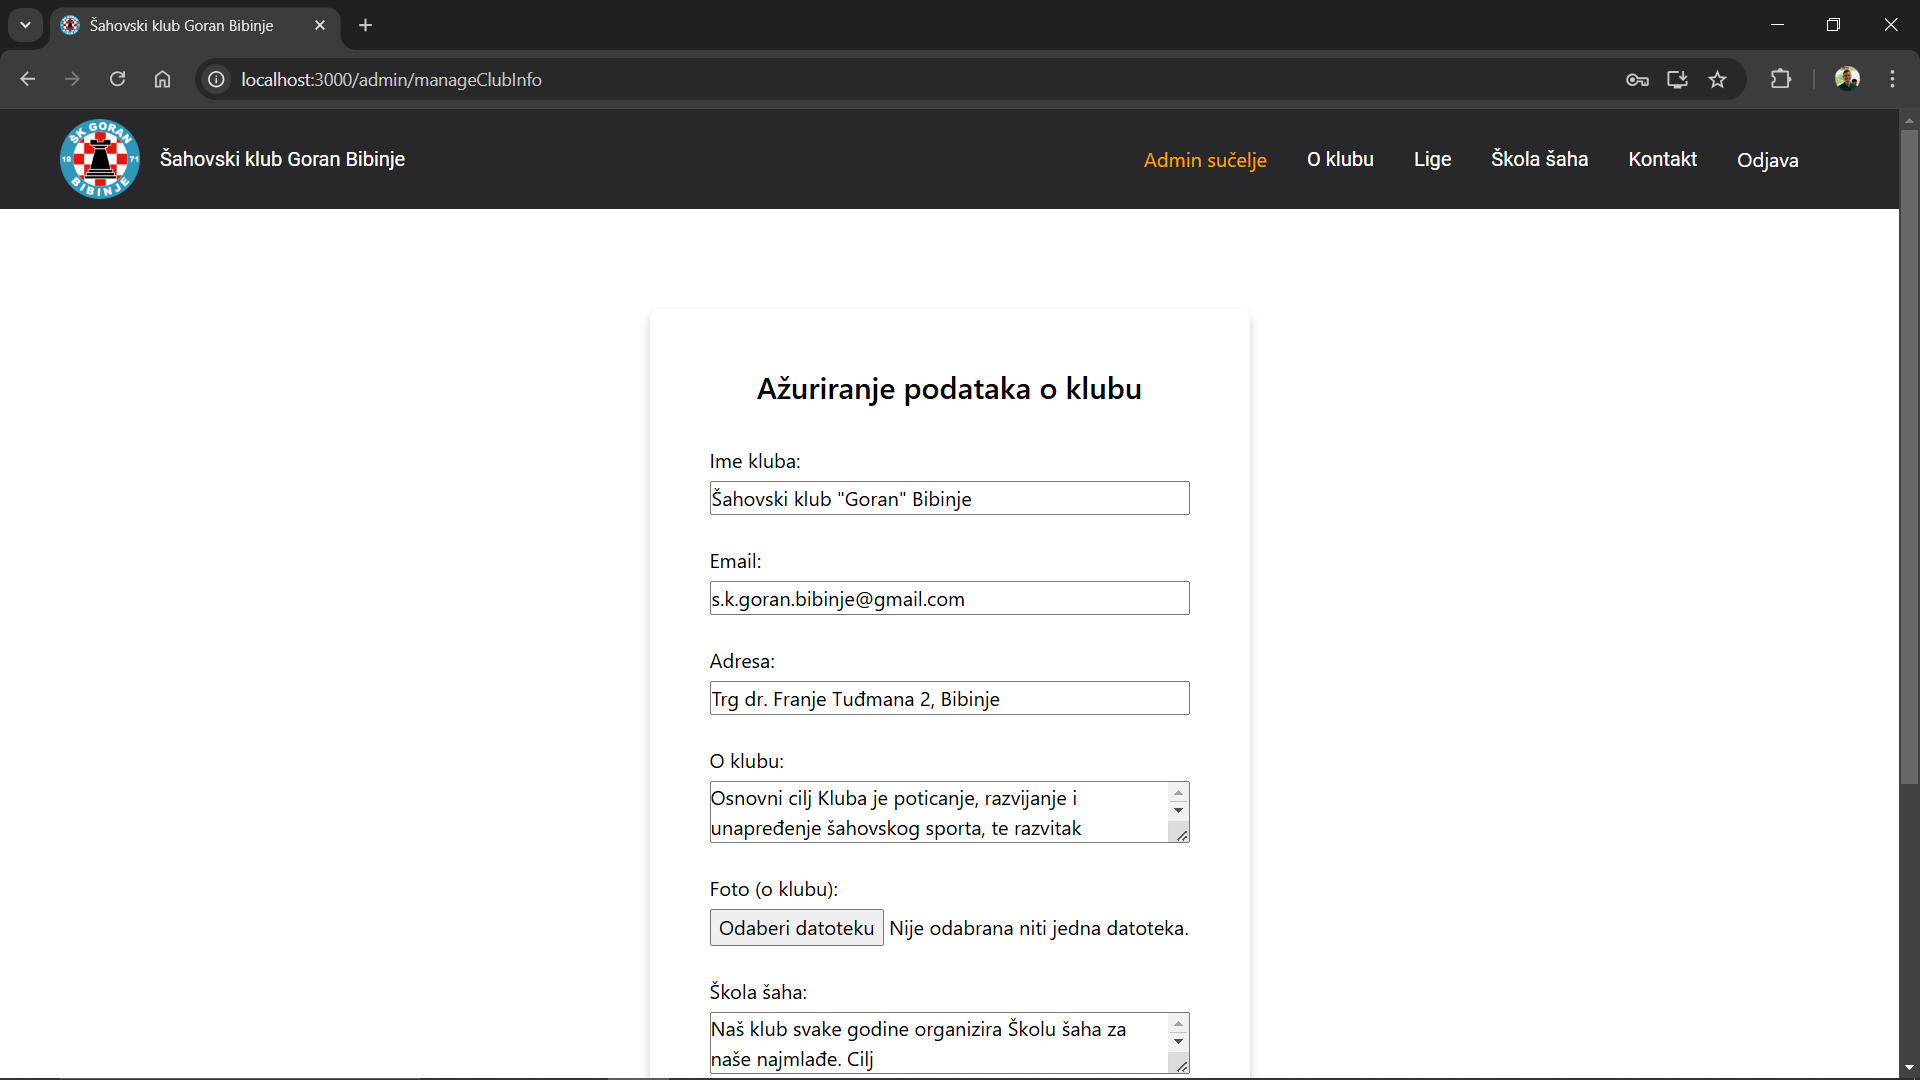 Šahovski klub Goran Bibinje
localhost:3000/admin/manageClubInfo
ŠK GORAN
19 71
BIBINJE
Šahovski klub Goran Bibinje
Admin sučelje O klubu Lige Škola šaha Kontakt Odjava
Ažuriranje podataka o klubu
Ime kluba:
Šahovski klub "Goran" Bibinje
Email:
s.k.goran.bibinje@gmail.com
Adresa:
Trg dr. Franje Tuđmana 2, Bibinje
O klubu:
Osnovni cilj Kluba je poticanje, razvijanje i
unapređenje šahovskog sporta, te razvitak
Foto (o klubu):
Odaberi datoteku Nije odabrana niti jedna datoteka.
Škola šaha:
Naš klub svake godine organizira Školu šaha za
naše najmlađe. Cilj